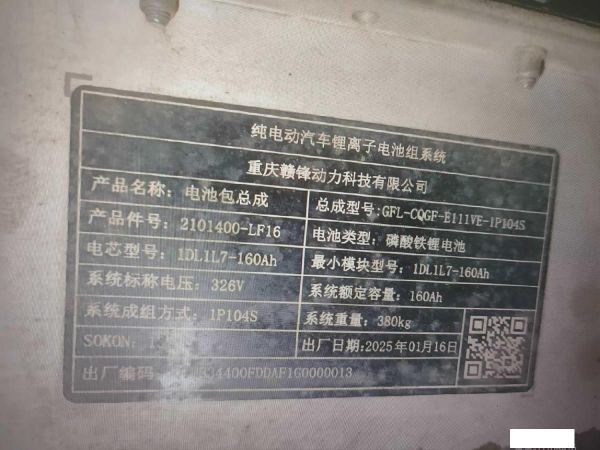 纯电动汽车锂离子电池组系统
重庆赣锋动力科技有限公司
产品名称: 电池包总成 总成型号: GFL-CQGF-E111VE-1P104S
产品件号: 2101400-LF16 电池类型: 磷酸铁锂电池
电芯型号: 1DL1L7-160Ah 最小模块型号: 1DL1L7-160Ah
系统标称电压: 326V 系统额定容量: 160Ah
系统成组方式: 1P104S 系统重量: 380kg
SOKON: 出厂日期: 2025年01月16日
出厂编码 4400FDDAF1G0000013